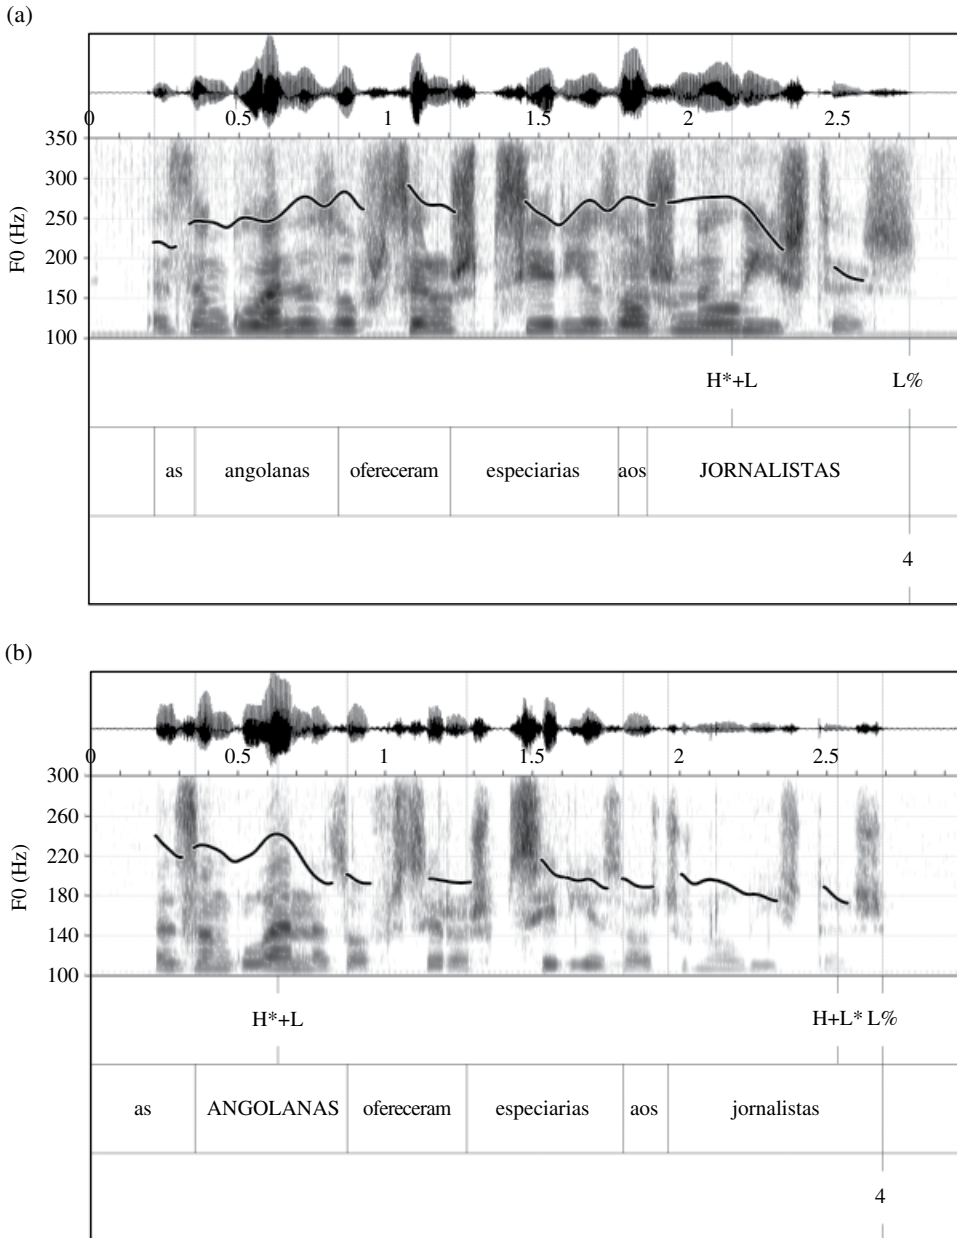 (a)
0 0.5 1 1.5 2 2.5
350
300
250
200
150
100
F0 (Hz)
H*+L L%
as angolanas ofereceram especiarias aos JORNALISTAS
4
(b)
0 0.5 1 1.5 2 2.5
300
260
220
180
140
100
F0 (Hz)
H*+L H+L* L%
as ANGOLANAS ofereceram especiarias aos jornalistas
4